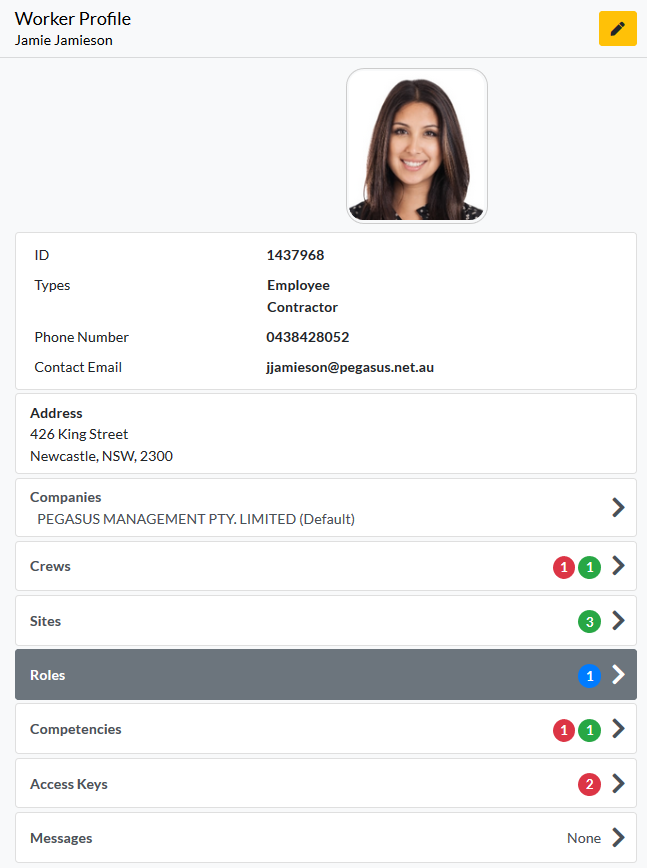 Worker Profile
Jamie Jamieson
ID 1437968
Types Employee
Contractor
Phone Number 0438428052
Contact Email jjamieson@pegasus.net.au
Address
426 King Street
Newcastle, NSW, 2300
Companies
PEGASUS MANAGEMENT PTY. LIMITED (Default)
Crews 1 1
Sites 3
Roles 1
Competencies 1 1
Access Keys 2
Messages None